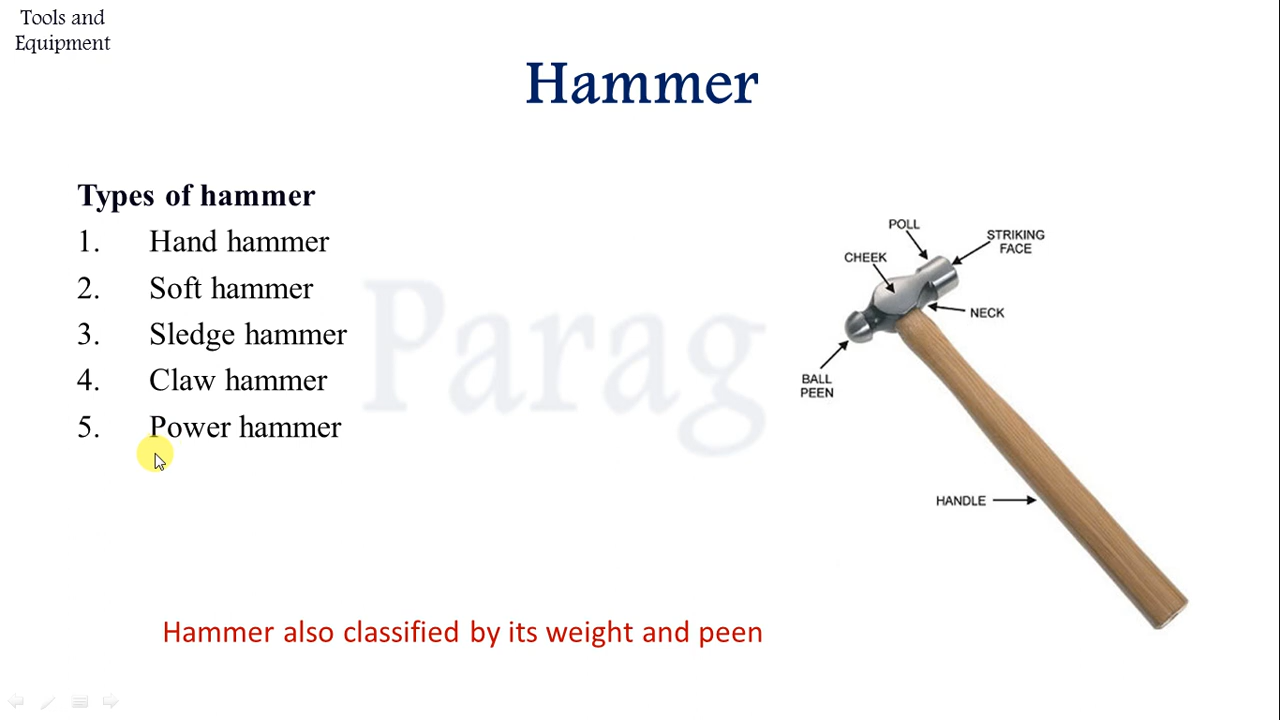 Tools and
Equipment
Hammer
Types of hammer
1. Hand hammer
2. Soft hammer
3. Sledge hammer
4. Claw hammer
5. Power hammer
Parag
POLL
STRIKING
FACE
CHEEK
NECK
BALL
PEEN
HANDLE
Hammer also classified by its weight and peen